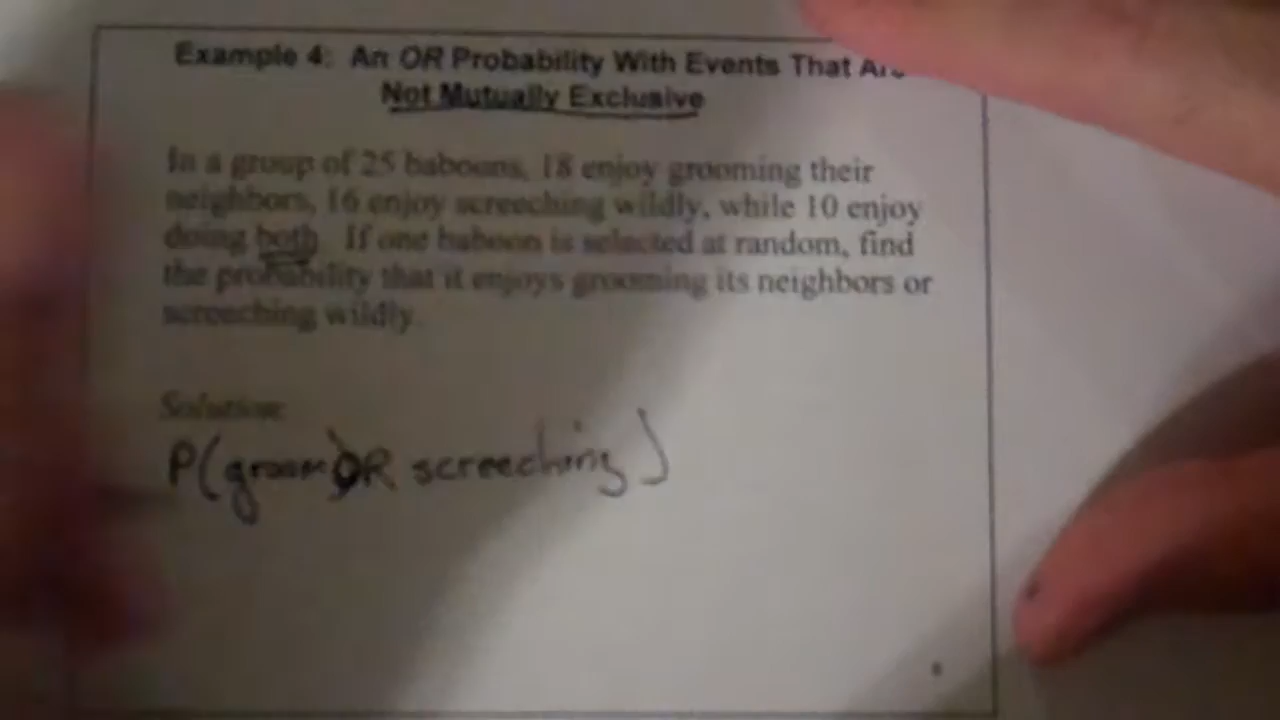 Example 4: An OR Probability With Events That Are
Not Mutually Exclusive
In a group of 25 baboons, 18 enjoy grooming their
neighbors, 16 enjoy screeching wildly, while 10 enjoy
doing both. If one baboon is selected at random, find
the probability that it enjoys grooming its neighbors or
screeching wildly.
Solution:
P(groom OR screeching)